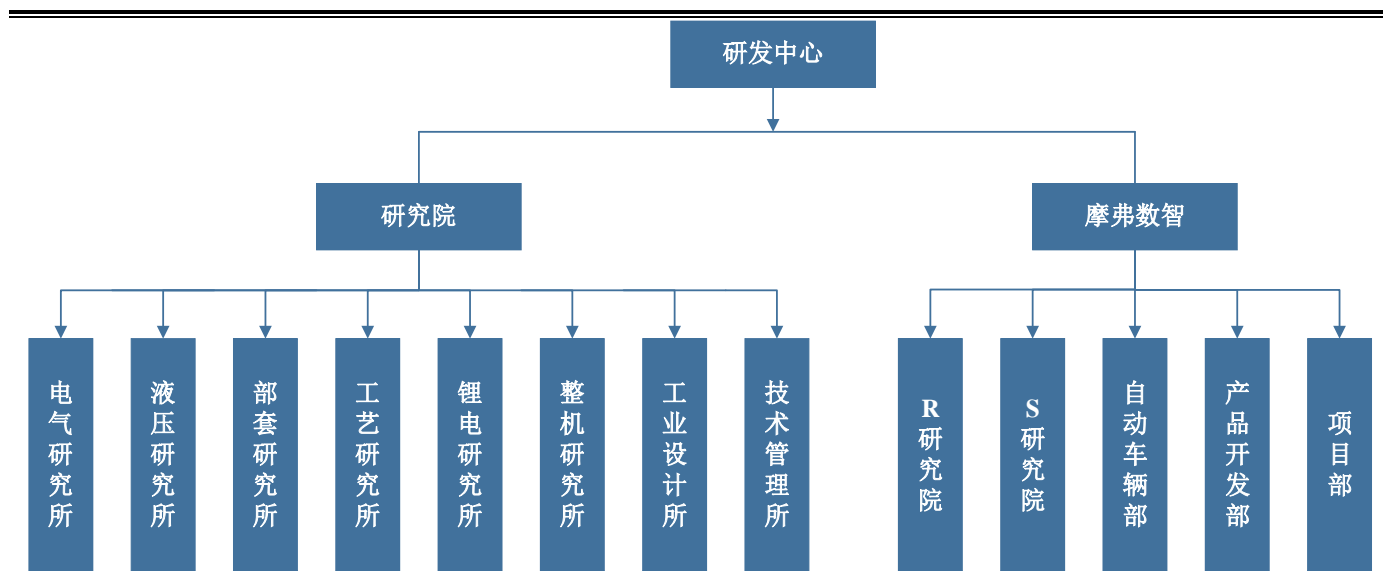 研发中心
研究院
摩弗数智
电气研究所
液压研究所
部套研究所
工艺研究所
锂电研究所
整机研究所
工业设计所
技术管理所
R研究院
S研究院
自动车辆部
产品开发部
项目部